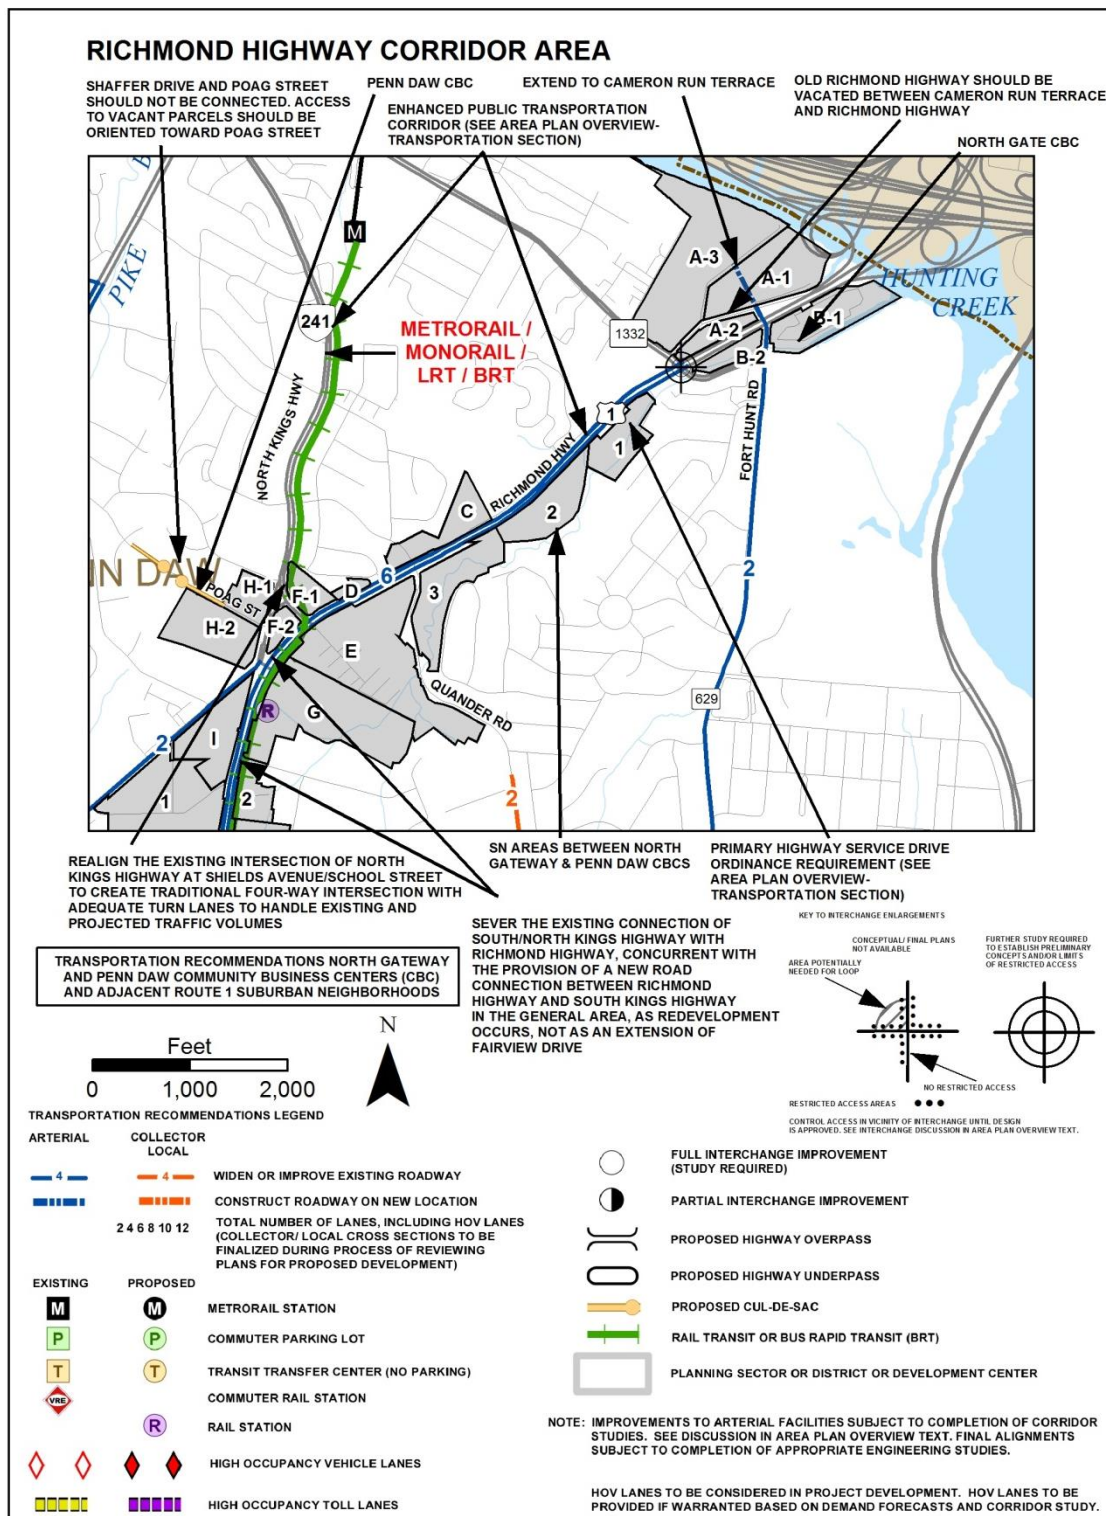 RICHMOND HIGHWAY CORRIDOR AREA
SHAFFER DRIVE AND POAG STREET
SHOULD NOT BE CONNECTED. ACCESS
TO VACANT PARCELS SHOULD BE
ORIENTED TOWARD POAG STREET
PENN DAW CBC
ENHANCED PUBLIC TRANSPORTATION
CORRIDOR (SEE AREA PLAN OVERVIEW-
TRANSPORTATION SECTION)
EXTEND TO CAMERON RUN TERRACE
OLD RICHMOND HIGHWAY SHOULD BE
VACATED BETWEEN CAMERON RUN TERRACE
AND RICHMOND HIGHWAY
NORTH GATE CBC
PIKE
M
241
METRORAIL /
MONORAIL /
LRT / BRT
NORTH KINGS HWY
1332
A-3
A-1
A-2
B-1
B-2
HUNTING
CREEK
1
1
RICHMOND HWY
FORT HUNT RD
C
2
2
6
3
D
E
NN DAW
POAG ST
H-1
H-2
F-1
F-2
G
R
QUANDER RD
629
I
2
1
2
2
REALIGN THE EXISTING INTERSECTION OF NORTH
KINGS HIGHWAY AT SHIELDS AVENUE/SCHOOL STREET
TO CREATE TRADITIONAL FOUR-WAY INTERSECTION WITH
ADEQUATE TURN LANES TO HANDLE EXISTING AND
PROJECTED TRAFFIC VOLUMES
SN AREAS BETWEEN NORTH
GATEWAY & PENN DAW CBCS
PRIMARY HIGHWAY SERVICE DRIVE
ORDINANCE REQUIREMENT (SEE
AREA PLAN OVERVIEW-
TRANSPORTATION SECTION)
SEVER THE EXISTING CONNECTION OF
SOUTH/NORTH KINGS HIGHWAY WITH
RICHMOND HIGHWAY, CONCURRENT WITH
THE PROVISION OF A NEW ROAD
CONNECTION BETWEEN RICHMOND
HIGHWAY AND SOUTH KINGS HIGHWAY
IN THE GENERAL AREA, AS REDEVELOPMENT
OCCURS, NOT AS AN EXTENSION OF
FAIRVIEW DRIVE
TRANSPORTATION RECOMMENDATIONS NORTH GATEWAY
AND PENN DAW COMMUNITY BUSINESS CENTERS (CBC)
AND ADJACENT ROUTE 1 SUBURBAN NEIGHBORHOODS
KEY TO INTERCHANGE ENLARGEMENTS
CONCEPTUAL/ FINAL PLANS
NOT AVAILABLE
AREA POTENTIALLY
NEEDED FOR LOOP
FURTHER STUDY REQUIRED
TO ESTABLISH PRELIMINARY
CONCEPTS AND/OR LIMITS
OF RESTRICTED ACCESS
NO RESTRICTED ACCESS
RESTRICTED ACCESS AREAS
CONTROL ACCESS IN VICINITY OF INTERCHANGE UNTIL DESIGN
IS APPROVED. SEE INTERCHANGE DISCUSSION IN AREA PLAN OVERVIEW TEXT.
N
Feet
0 1,000 2,000
TRANSPORTATION RECOMMENDATIONS LEGEND
ARTERIAL
COLLECTOR
LOCAL
4 4 WIDEN OR IMPROVE EXISTING ROADWAY
CONSTRUCT ROADWAY ON NEW LOCATION
2 4 6 8 10 12 TOTAL NUMBER OF LANES, INCLUDING HOV LANES
(COLLECTOR/ LOCAL CROSS SECTIONS TO BE
FINALIZED DURING PROCESS OF REVIEWING
PLANS FOR PROPOSED DEVELOPMENT)
EXISTING PROPOSED
M M METRORAIL STATION
P P COMMUTER PARKING LOT
T T TRANSIT TRANSFER CENTER (NO PARKING)
VRE COMMUTER RAIL STATION
R RAIL STATION
HIGH OCCUPANCY VEHICLE LANES
HIGH OCCUPANCY TOLL LANES
FULL INTERCHANGE IMPROVEMENT
(STUDY REQUIRED)
PARTIAL INTERCHANGE IMPROVEMENT
PROPOSED HIGHWAY OVERPASS
PROPOSED HIGHWAY UNDERPASS
PROPOSED CUL-DE-SAC
RAIL TRANSIT OR BUS RAPID TRANSIT (BRT)
PLANNING SECTOR OR DISTRICT OR DEVELOPMENT CENTER
NOTE: IMPROVEMENTS TO ARTERIAL FACILITIES SUBJECT TO COMPLETION OF CORRIDOR
STUDIES. SEE DISCUSSION IN AREA PLAN OVERVIEW TEXT. FINAL ALIGNMENTS
SUBJECT TO COMPLETION OF APPROPRIATE ENGINEERING STUDIES.
HOV LANES TO BE CONSIDERED IN PROJECT DEVELOPMENT. HOV LANES TO BE
PROVIDED IF WARRANTED BASED ON DEMAND FORECASTS AND CORRIDOR STUDY.